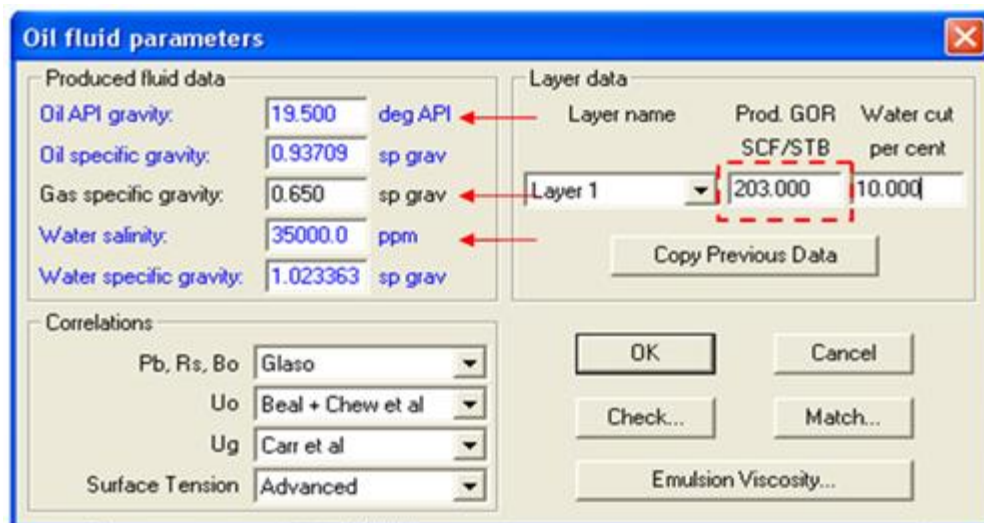 Oil fluid parameters
Produced fluid data
Oil API gravity: 19.500 deg API
Oil specific gravity: 0.93709 sp grav
Gas specific gravity: 0.650 sp grav
Water salinity: 35000.0 ppm
Water specific gravity: 1.023363 sp grav
Layer data
Layer name Prod. GOR Water cut
SCF/STB per cent
Layer 1 203.000 10.000
Copy Previous Data
Correlations
Pb, Rs, Bo Glaso
Uo Beal + Chew et al
Ug Carr et al
Surface Tension Advanced
OK Cancel
Check... Match...
Emulsion Viscosity...